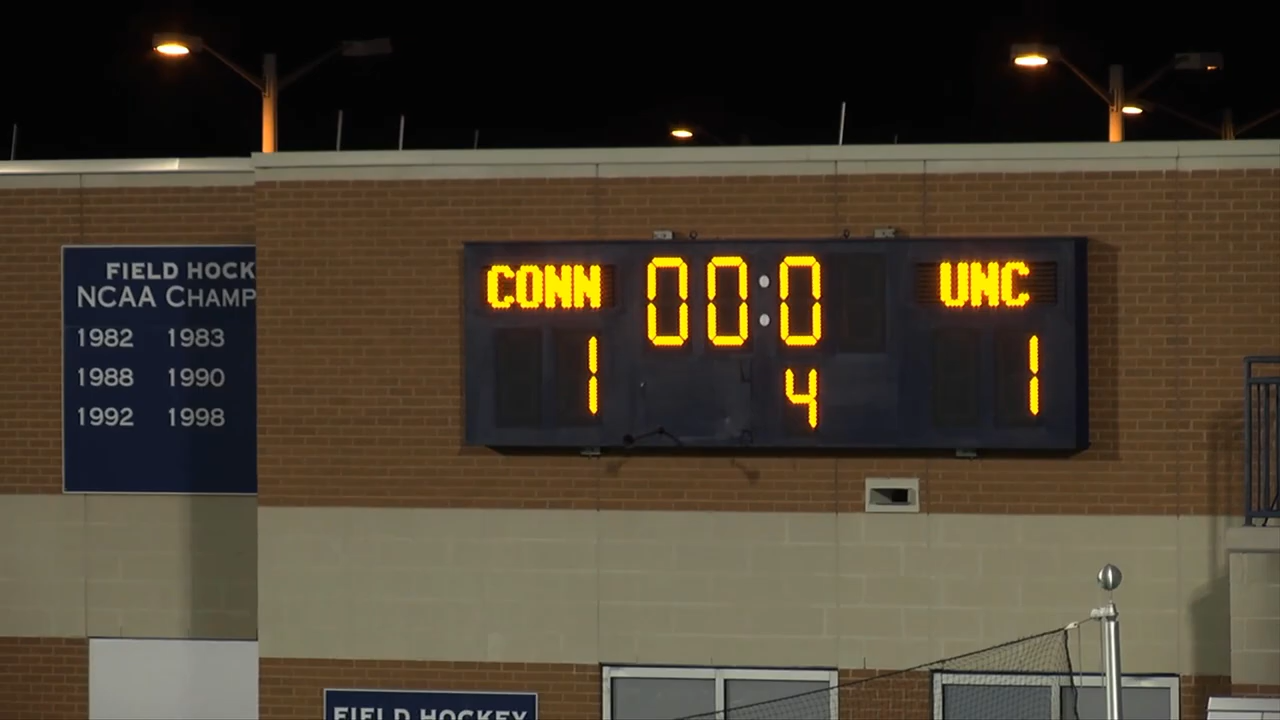 FIELD HOCK
NCAA CHAMP
1982 1983
1988 1990
1992 1998
CONN 00:0 UNC
1 4 1
FIELD HOCKEY